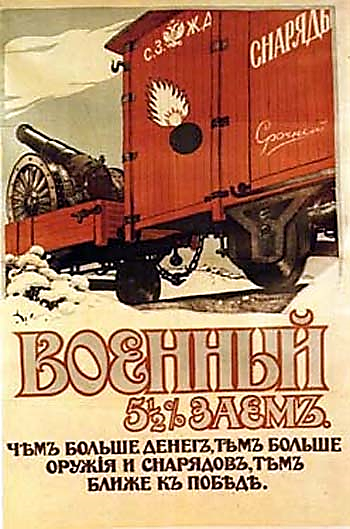 С.З. Ж.Д
СНАРЯДЫ
Срочный
ВОЕННЫЙ
5½% ЗАЕМЪ.
ЧѢМЪ БОЛЬШЕ ДЕНЕГЪ, ТѢМЪ БОЛЬШЕ
ОРУЖІЯ И СНАРЯДОВЪ, ТѢМЪ
БЛИЖЕ КЪ ПОБѢДѢ.